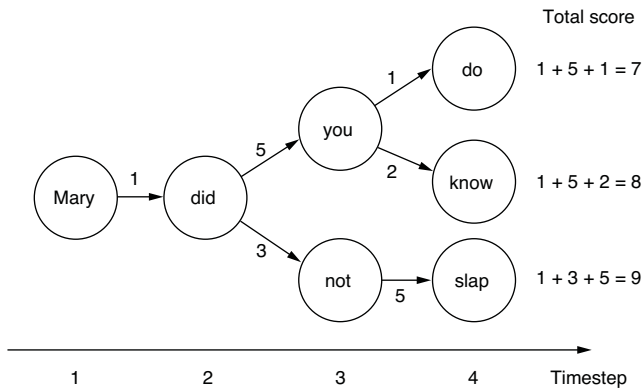 Total score
1
do
1 + 5 + 1 = 7
you
5
2
1
Mary
did
know
1 + 5 + 2 = 8
3
not
5
slap
1 + 3 + 5 = 9
1
2
3
4
Timestep